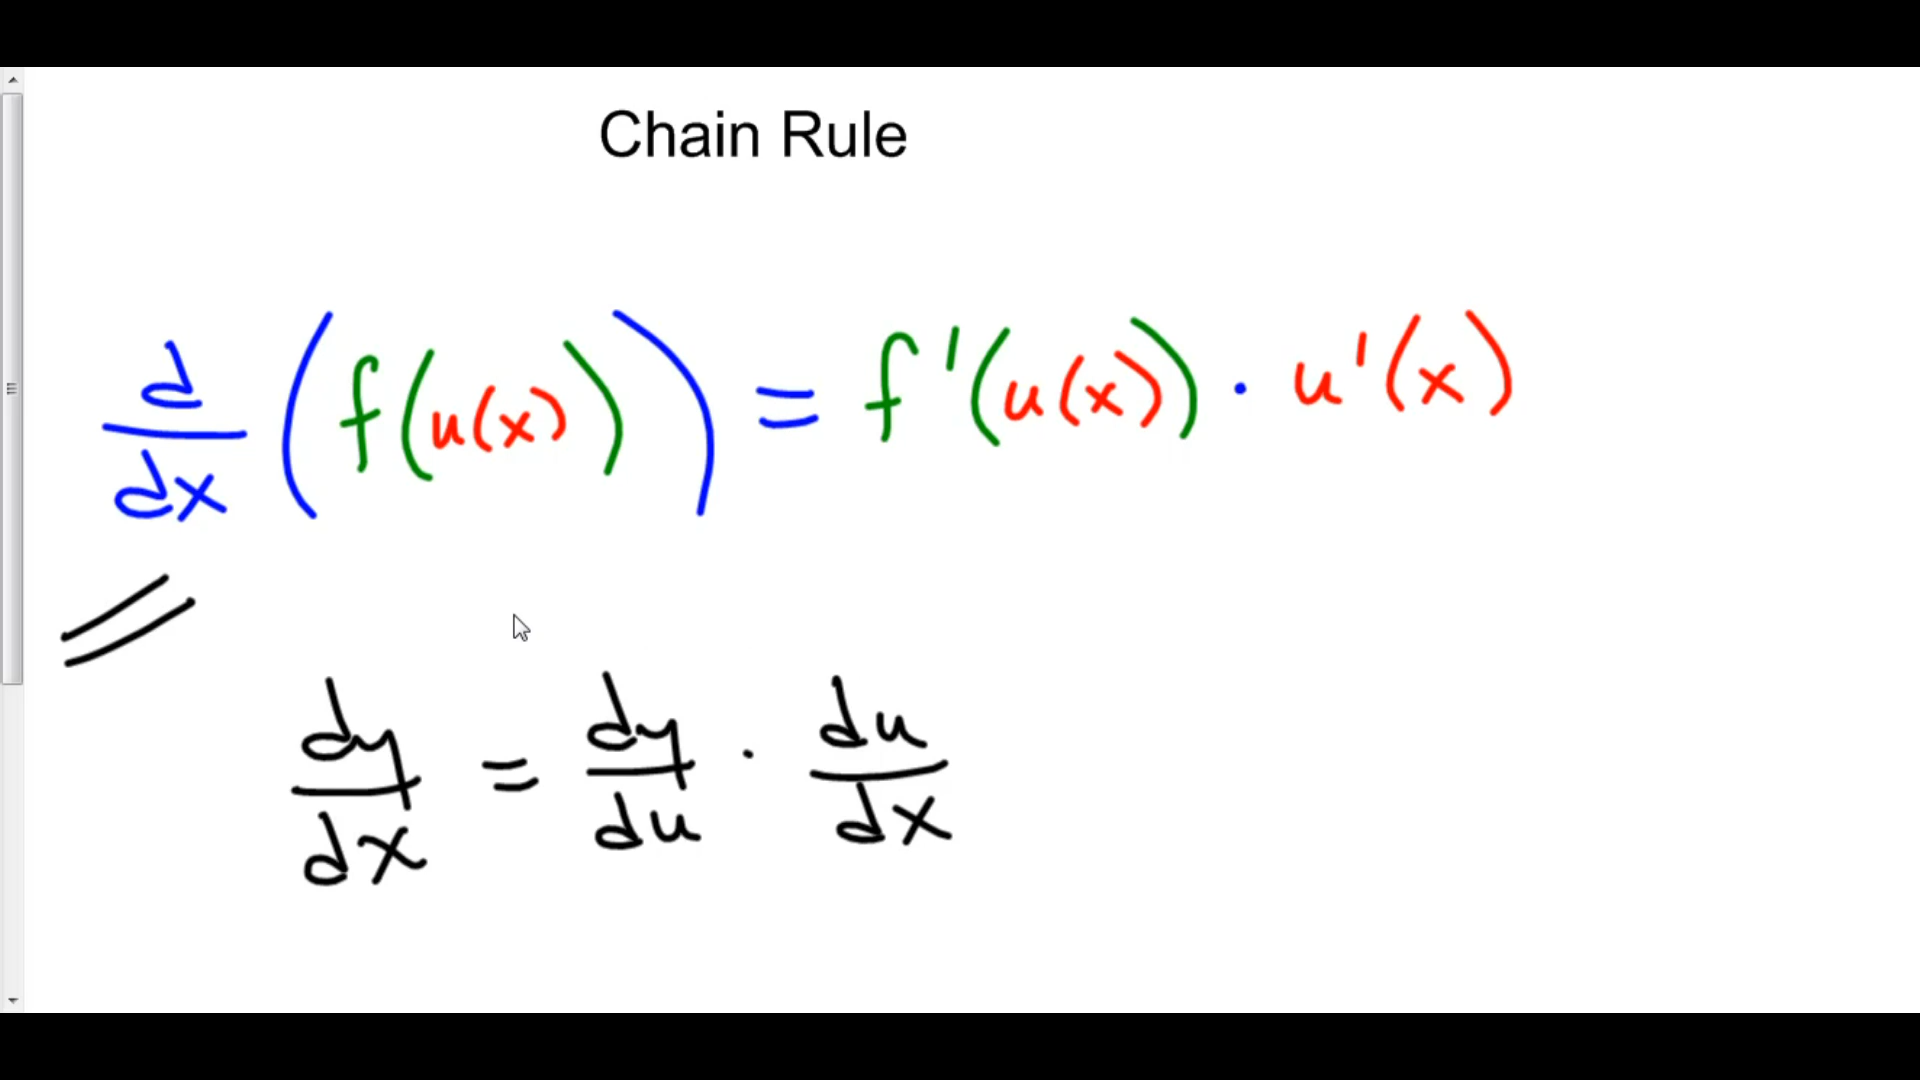 Chain Rule
d/dx (f(u(x))) = f'(u(x)) · u'(x)
dy/dx = dy/du · du/dx